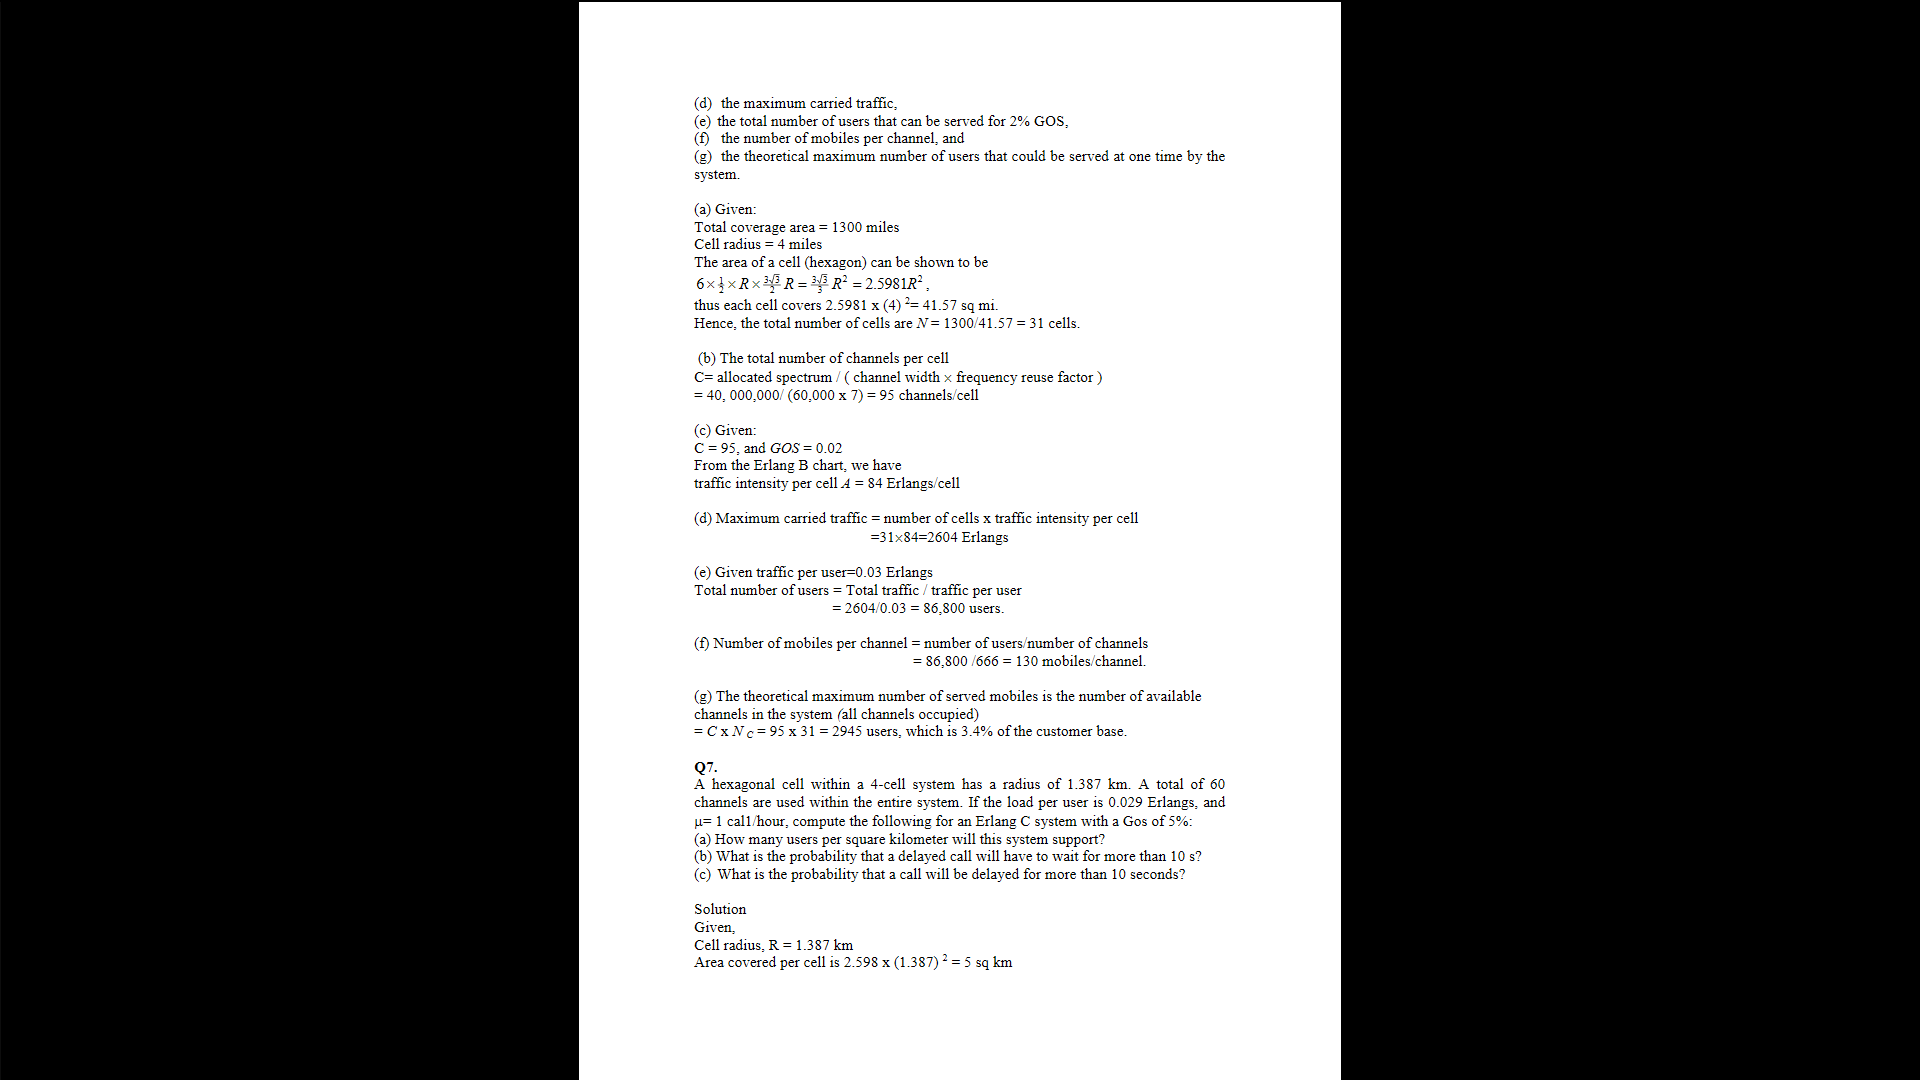 (d) the maximum carried traffic,
(e) the total number of users that can be served for 2% GOS,
(f) the number of mobiles per channel, and
(g) the theoretical maximum number of users that could be served at one time by the
system.
(a) Given:
Total coverage area = 1300 miles
Cell radius = 4 miles
The area of a cell (hexagon) can be shown to be
6 × ½ × R × 3√3/2 R = 3√3/3 R² = 2.5981R²,
thus each cell covers 2.5981 x (4) ²= 41.57 sq mi.
Hence, the total number of cells are N = 1300/41.57 = 31 cells.
(b) The total number of channels per cell
C= allocated spectrum / ( channel width × frequency reuse factor )
= 40, 000,000/ (60,000 x 7) = 95 channels/cell
(c) Given:
C = 95, and GOS = 0.02
From the Erlang B chart, we have
traffic intensity per cell A = 84 Erlangs/cell
(d) Maximum carried traffic = number of cells x traffic intensity per cell
=31×84=2604 Erlangs
(e) Given traffic per user=0.03 Erlangs
Total number of users = Total traffic / traffic per user
= 2604/0.03 = 86,800 users.
(f) Number of mobiles per channel = number of users/number of channels
= 86,800 /666 = 130 mobiles/channel.
(g) The theoretical maximum number of served mobiles is the number of available
channels in the system (all channels occupied)
= C x N C = 95 x 31 = 2945 users, which is 3.4% of the customer base.
Q7.
A hexagonal cell within a 4-cell system has a radius of 1.387 km. A total of 60
channels are used within the entire system. If the load per user is 0.029 Erlangs, and
μ= 1 cal1/hour, compute the following for an Erlang C system with a Gos of 5%:
(a) How many users per square kilometer will this system support?
(b) What is the probability that a delayed call will have to wait for more than 10 s?
(c) What is the probability that a call will be delayed for more than 10 seconds?
Solution
Given,
Cell radius, R = 1.387 km
Area covered per cell is 2.598 x (1.387) ² = 5 sq km